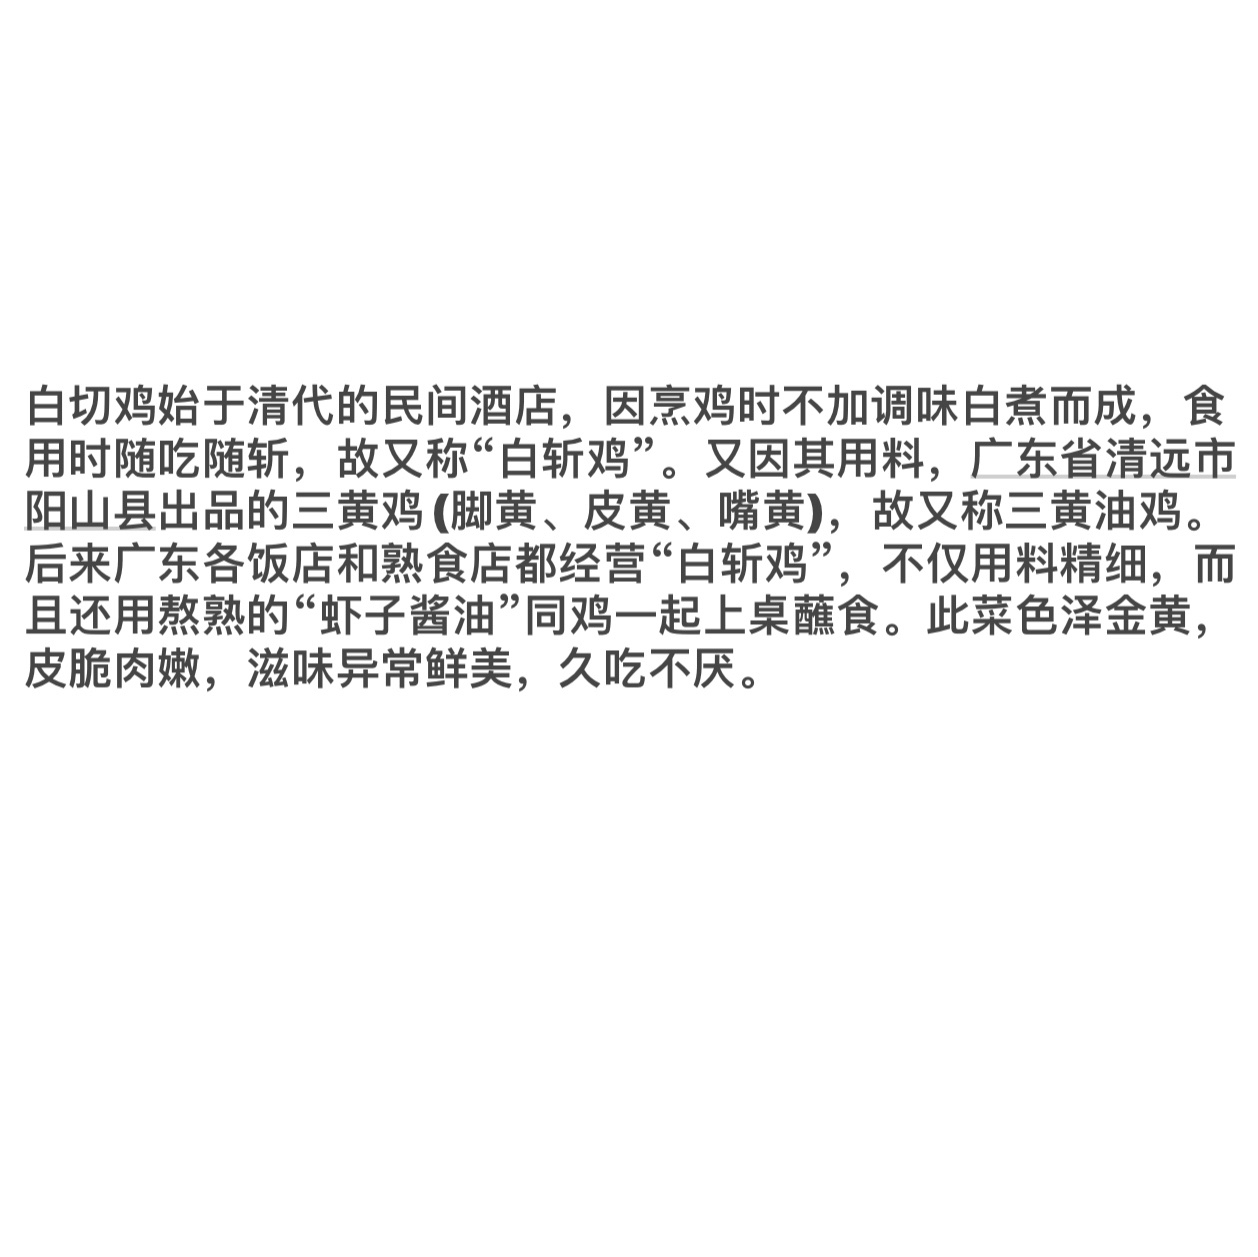 白切鸡始于清代的民间酒店，因烹鸡时不加调味白煮而成，食
用时随吃随斩，故又称“白斩鸡”。又因其用料，广东省清远市
阳山县出品的三黄鸡(脚黄、皮黄、嘴黄)，故又称三黄油鸡。
后来广东各饭店和熟食店都经营“白斩鸡”，不仅用料精细，而
且还用熬熟的“虾子酱油”同鸡一起上桌蘸食。此菜色泽金黄，
皮脆肉嫩，滋味异常鲜美，久吃不厌。